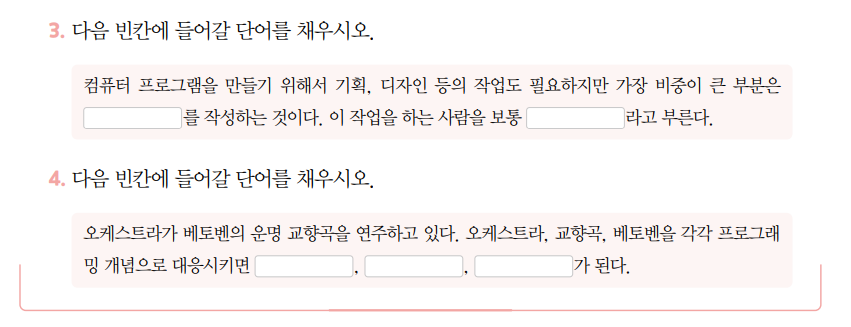 3. 다음 빈칸에 들어갈 단어를 채우시오.
컴퓨터 프로그램을 만들기 위해서 기획, 디자인 등의 작업도 필요하지만 가장 비중이 큰 부분은
를 작성하는 것이다. 이 작업을 하는 사람을 보통 라고 부른다.
4. 다음 빈칸에 들어갈 단어를 채우시오.
오케스트라가 베토벤의 운명 교향곡을 연주하고 있다. 오케스트라, 교향곡, 베토벤을 각각 프로그래
밍 개념으로 대응시키면 , , 가 된다.